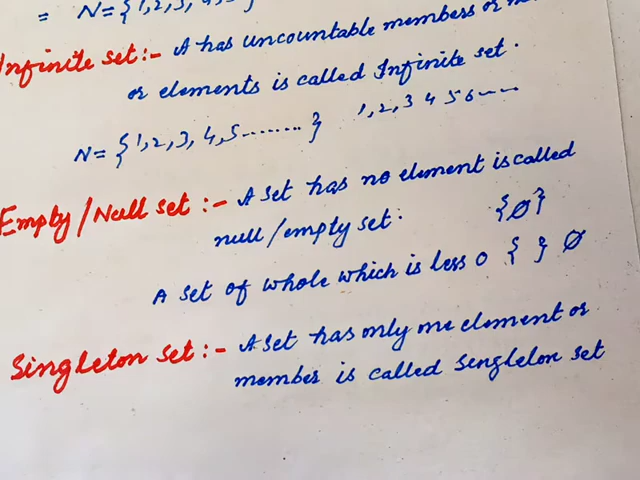 = N={1,2,3,4,
Infinite set:- A has uncountable members or
or elements is called Infinite set.
N={1,2,3,4,5........} 1,2,3 4 5 6----
Empty/Null set:- A set has no element is called
null/empty set. {Ø}
A set of whole which is less 0 { } Ø
Singleton set:- A set has only one element or
member is called sengleton set